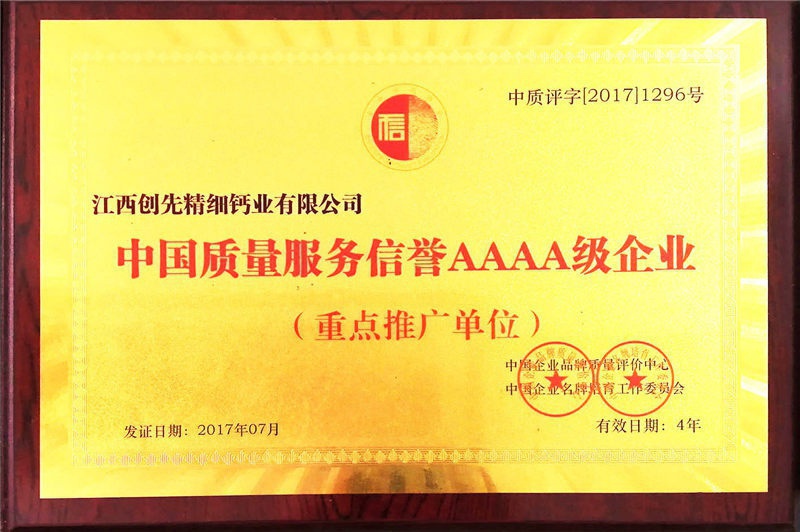 中质评字[2017]1296号
信
江西创先精细钙业有限公司
中国质量服务信誉AAAA级企业
（重点推广单位）
中国企业品牌质量评价中心
中国企业名牌培育工作委员会
发证日期：2017年07月
有效日期：4年